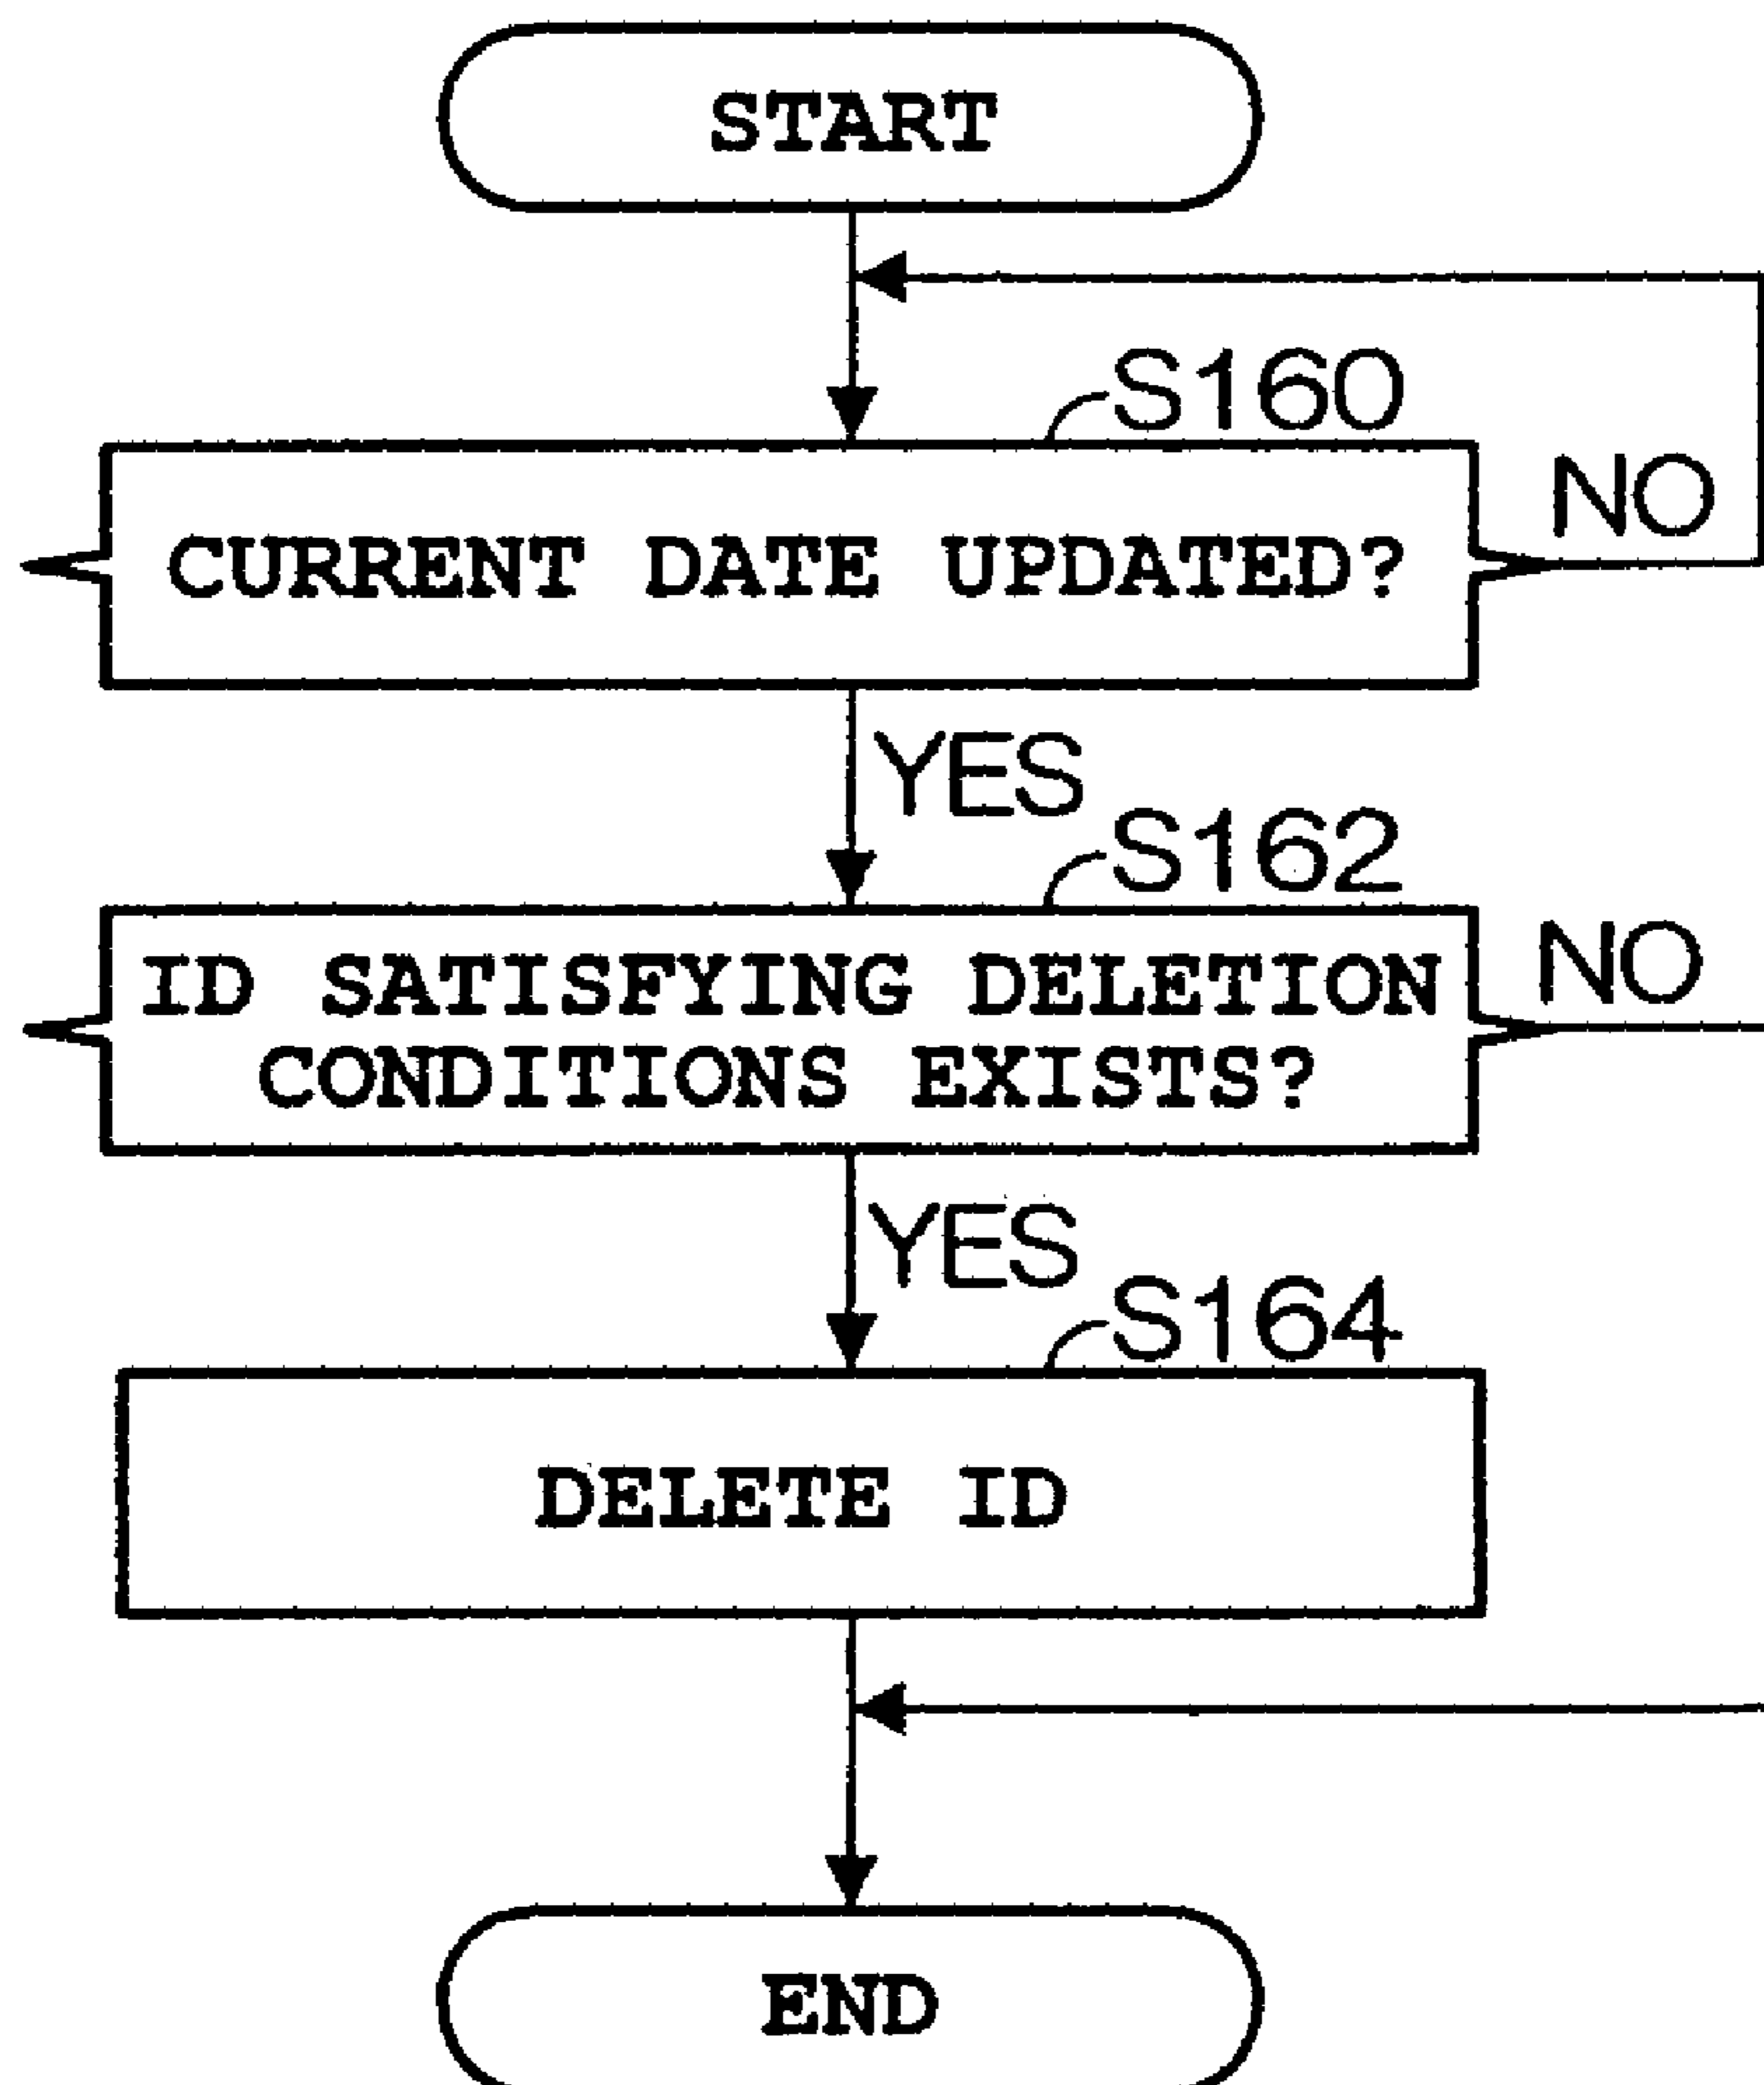 START
S160
CURRENT DATE UPDATED?
NO
YES
S162
ID SATISFYING DELETION
CONDITIONS EXISTS?
NO
YES
S164
DELETE ID
END